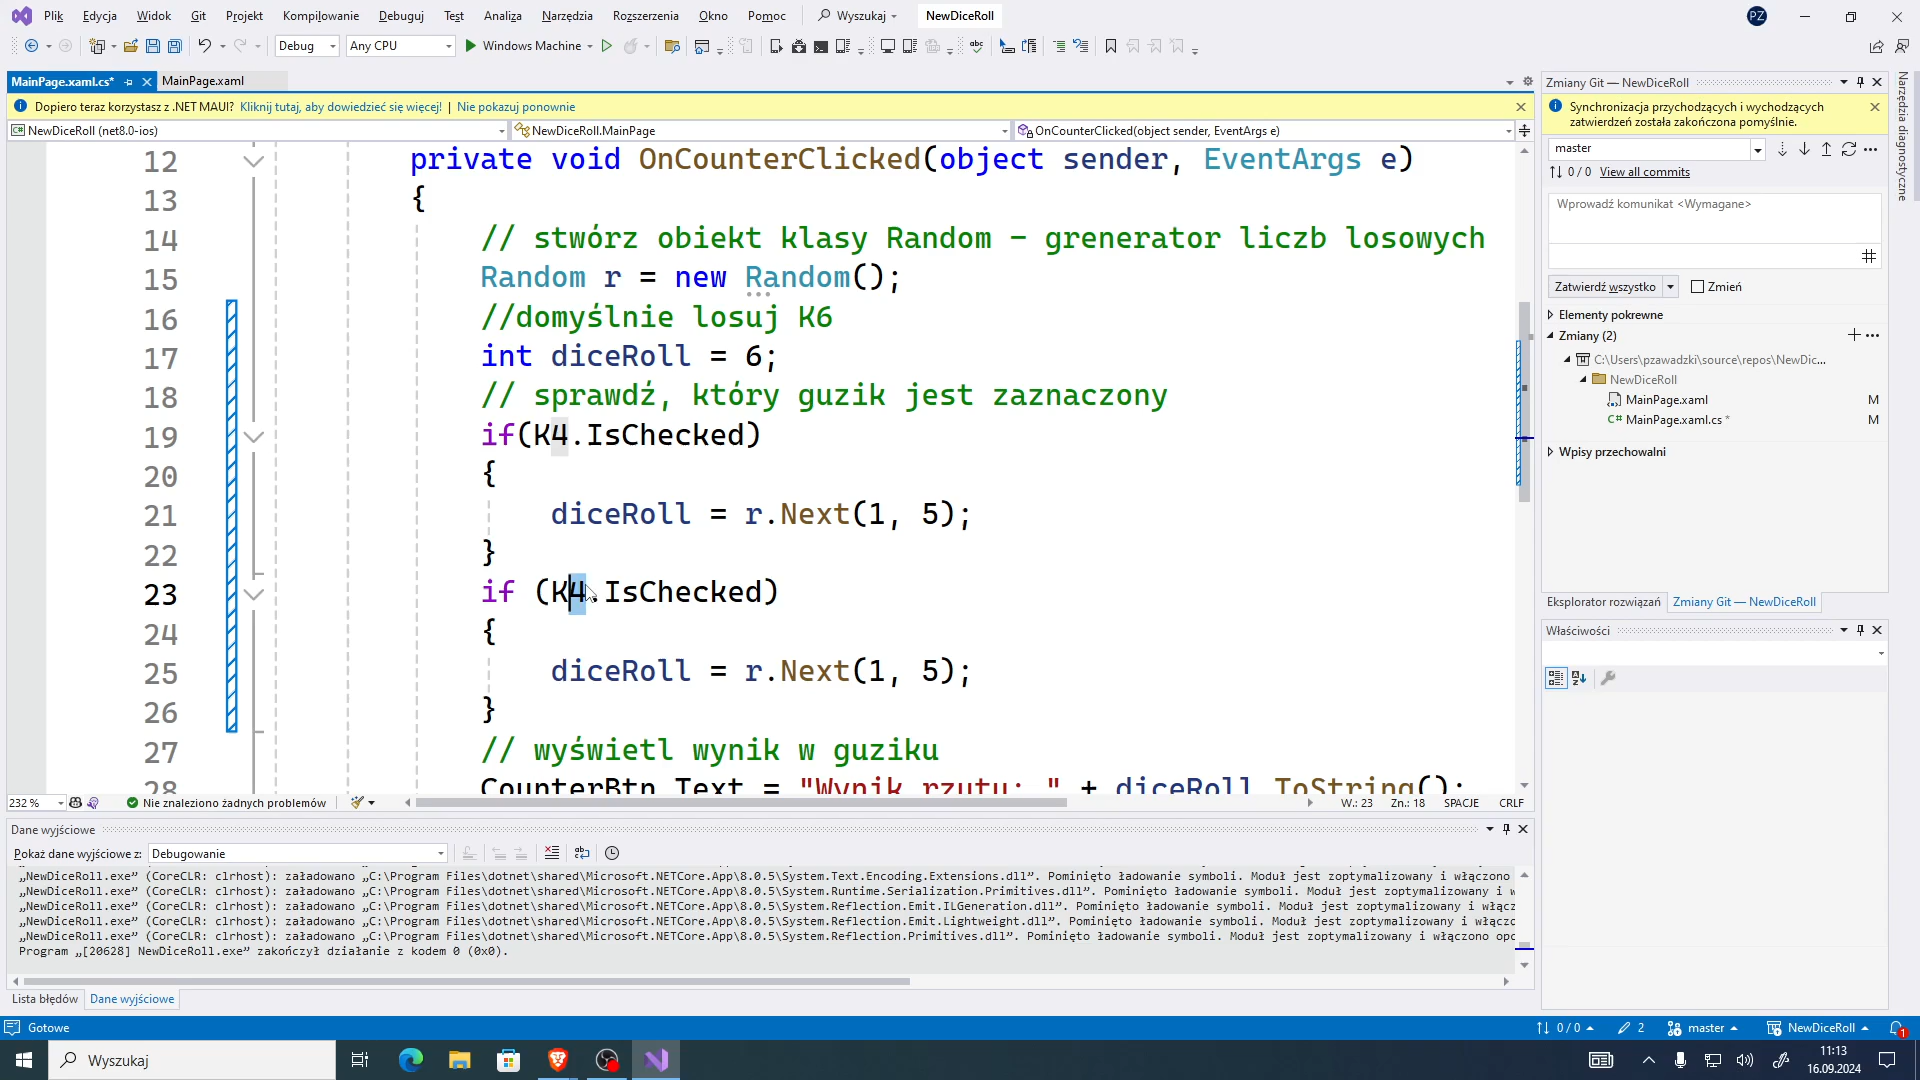 Plik Edycja Widok Git Projekt Kompilowanie Debuguj Test Analiza Narzędzia Rozszerzenia Okno Pomoc Wyszukaj NewDiceRoll PZ
Debug Any CPU Windows Machine
MainPage.xaml.cs* MainPage.xaml
Dopiero teraz korzystasz z .NET MAUI? Kliknij tutaj, aby dowiedzieć się więcej! | Nie pokazuj ponownie
NewDiceRoll (net8.0-ios) NewDiceRoll.MainPage OnCounterClicked(object sender, EventArgs e)
12 private void OnCounterClicked(object sender, EventArgs e)
13 {
14 // stwórz obiekt klasy Random - grenerator liczb losowych
15 Random r = new Random();
16 //domyślnie losuj K6
17 int diceRoll = 6;
18 // sprawdź, który guzik jest zaznaczony
19 if(K4.IsChecked)
20 {
21 diceRoll = r.Next(1, 5);
22 }
23 if (K4.IsChecked)
24 {
25 diceRoll = r.Next(1, 5);
26 }
27 // wyświetl wynik w guziku
28 CounterBtn.Text = "Wynik rzutu: " + diceRoll.ToString();
232 % Nie znaleziono żadnych problemów W.: 23 Zn.: 18 SPACJE CRLF
Dane wyjściowe
Pokaż dane wyjściowe z: Debugowanie
„NewDiceRoll.exe” (CoreCLR: clrhost): załadowano „C:\Program Files\dotnet\shared\Microsoft.NETCore.App\8.0.5\System.Text.Encoding.Extensions.dll”. Pominięto ładowanie symboli. Moduł jest zoptymalizowany i włączono
„NewDiceRoll.exe” (CoreCLR: clrhost): załadowano „C:\Program Files\dotnet\shared\Microsoft.NETCore.App\8.0.5\System.Runtime.Serialization.Primitives.dll”. Pominięto ładowanie symboli. Moduł jest zoptymalizowany i w
„NewDiceRoll.exe” (CoreCLR: clrhost): załadowano „C:\Program Files\dotnet\shared\Microsoft.NETCore.App\8.0.5\System.Reflection.Emit.ILGeneration.dll”. Pominięto ładowanie symboli. Moduł jest zoptymalizowany i włącz
„NewDiceRoll.exe” (CoreCLR: clrhost): załadowano „C:\Program Files\dotnet\shared\Microsoft.NETCore.App\8.0.5\System.Reflection.Emit.Lightweight.dll”. Pominięto ładowanie symboli. Moduł jest zoptymalizowany i włączo
„NewDiceRoll.exe” (CoreCLR: clrhost): załadowano „C:\Program Files\dotnet\shared\Microsoft.NETCore.App\8.0.5\System.Reflection.Primitives.dll”. Pominięto ładowanie symboli. Moduł jest zoptymalizowany i włączono opc
Program „[20628] NewDiceRoll.exe” zakończył działanie z kodem 0 (0x0).
Lista błędów Dane wyjściowe
Zmiany Git — NewDiceRoll
Synchronizacja przychodzących i wychodzących
zatwierdzeń została zakończona pomyślnie.
master
0 / 0 View all commits
Wprowadź komunikat <Wymagane>
Zatwierdź wszystko Zmień
Elementy pokrewne
Zmiany (2)
C:\Users\pzawadzki\source\repos\NewDic...
NewDiceRoll
MainPage.xaml M
C# MainPage.xaml.cs * M
Wpisy przechowalni
Eksplorator rozwiązań Zmiany Git — NewDiceRoll
Właściwości
Narzędzia diagnostyczne
Gotowe 0 / 0 2 master NewDiceRoll 1
Wyszukaj 11:13
16.09.2024